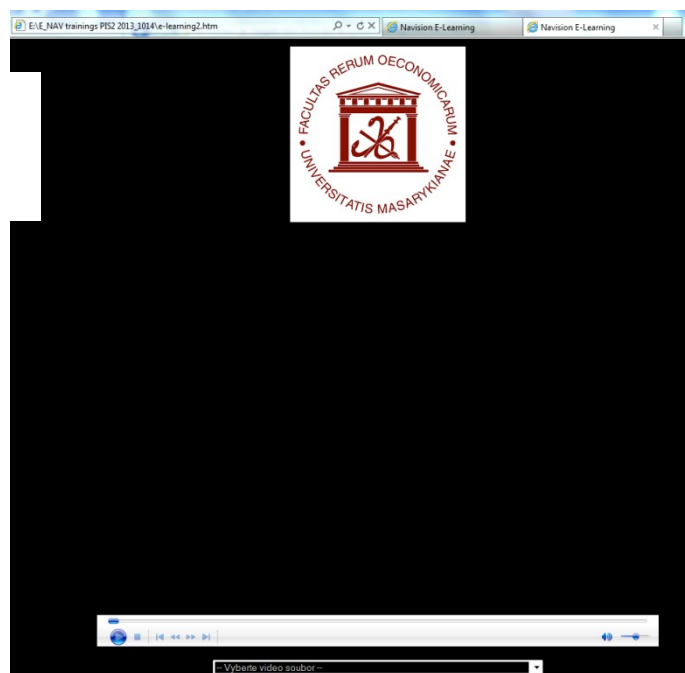 E:\E_NAV trainings PIS2 2013_1014\e-learning2.htm
Navision E-Learning
Navision E-Learning
• FACULTAS RERUM OECONOMICARUM •
UNIVERSITATIS MASARYKIANAE
-- Vyberte video soubor --